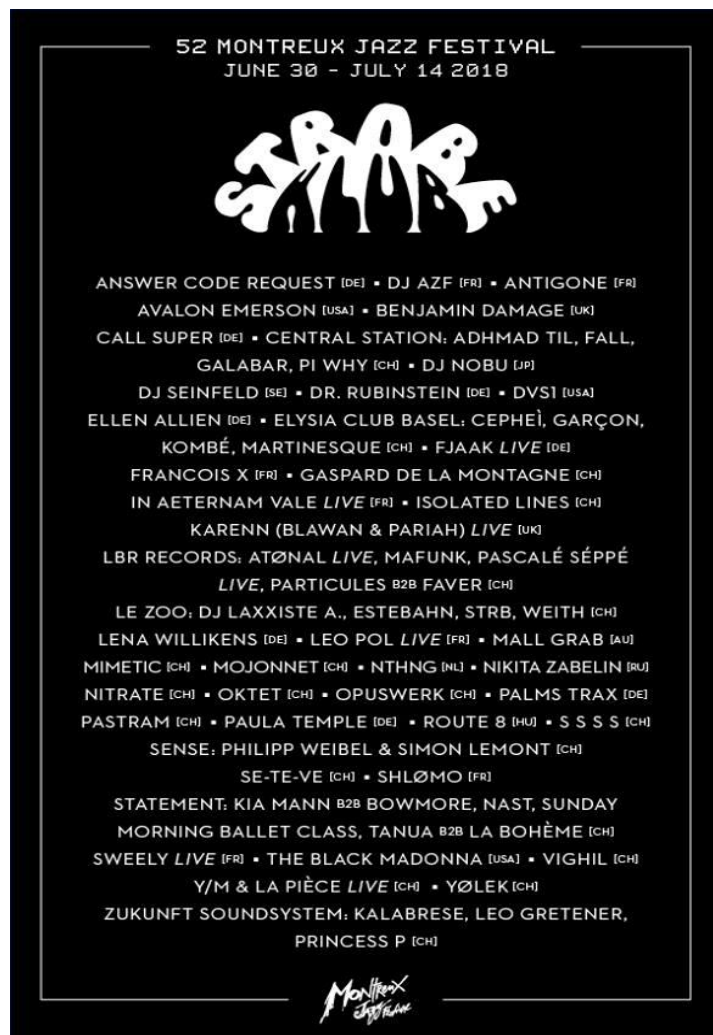 52 MONTREUX JAZZ FESTIVAL
JUNE 30 – JULY 14 2018
STROBE
KLUBE
ANSWER CODE REQUEST [DE] ▪ DJ AZF [FR] ▪ ANTIGONE [FR]
AVALON EMERSON [USA] ▪ BENJAMIN DAMAGE [UK]
CALL SUPER [DE] ▪ CENTRAL STATION: ADHMAD TIL, FALL,
GALABAR, PI WHY [CH] ▪ DJ NOBU [JP]
DJ SEINFELD [SE] ▪ DR. RUBINSTEIN [DE] ▪ DVS1 [USA]
ELLEN ALLIEN [DE] ▪ ELYSIA CLUB BASEL: CEPHEÌ, GARÇON,
KOMBÉ, MARTINESQUE [CH] ▪ FJAAK LIVE [DE]
FRANCOIS X [FR] ▪ GASPARD DE LA MONTAGNE [CH]
IN AETERNAM VALE LIVE [FR] ▪ ISOLATED LINES [CH]
KARENN (BLAWAN & PARIAH) LIVE [UK]
LBR RECORDS: ATØNAL LIVE, MAFUNK, PASCALÉ SÉPPÉ
LIVE, PARTICULES B2B FAVER [CH]
LE ZOO: DJ LAXXISTE A., ESTEBAHN, STRB, WEITH [CH]
LENA WILLIKENS [DE] ▪ LEO POL LIVE [FR] ▪ MALL GRAB [AU]
MIMETIC [CH] ▪ MOJONNET [CH] ▪ NTHNG [NL] ▪ NIKITA ZABELIN [RU]
NITRATE [CH] ▪ OKTET [CH] ▪ OPUSWERK [CH] ▪ PALMS TRAX [DE]
PASTRAM [CH] ▪ PAULA TEMPLE [DE] ▪ ROUTE 8 [HU] ▪ S S S S [CH]
SENSE: PHILIPP WEIBEL & SIMON LEMONT [CH]
SE-TE-VE [CH] ▪ SHLØMO [FR]
STATEMENT: KIA MANN B2B BOWMORE, NAST, SUNDAY
MORNING BALLET CLASS, TANUA B2B LA BOHÈME [CH]
SWEELY LIVE [FR] ▪ THE BLACK MADONNA [USA] ▪ VIGHIL [CH]
Y/M & LA PIÈCE LIVE [CH] ▪ YØLEK [CH]
ZUKUNFT SOUNDSYSTEM: KALABRESE, LEO GRETENER,
PRINCESS P [CH]
MONTREUX
JAZZ FESTIVAL